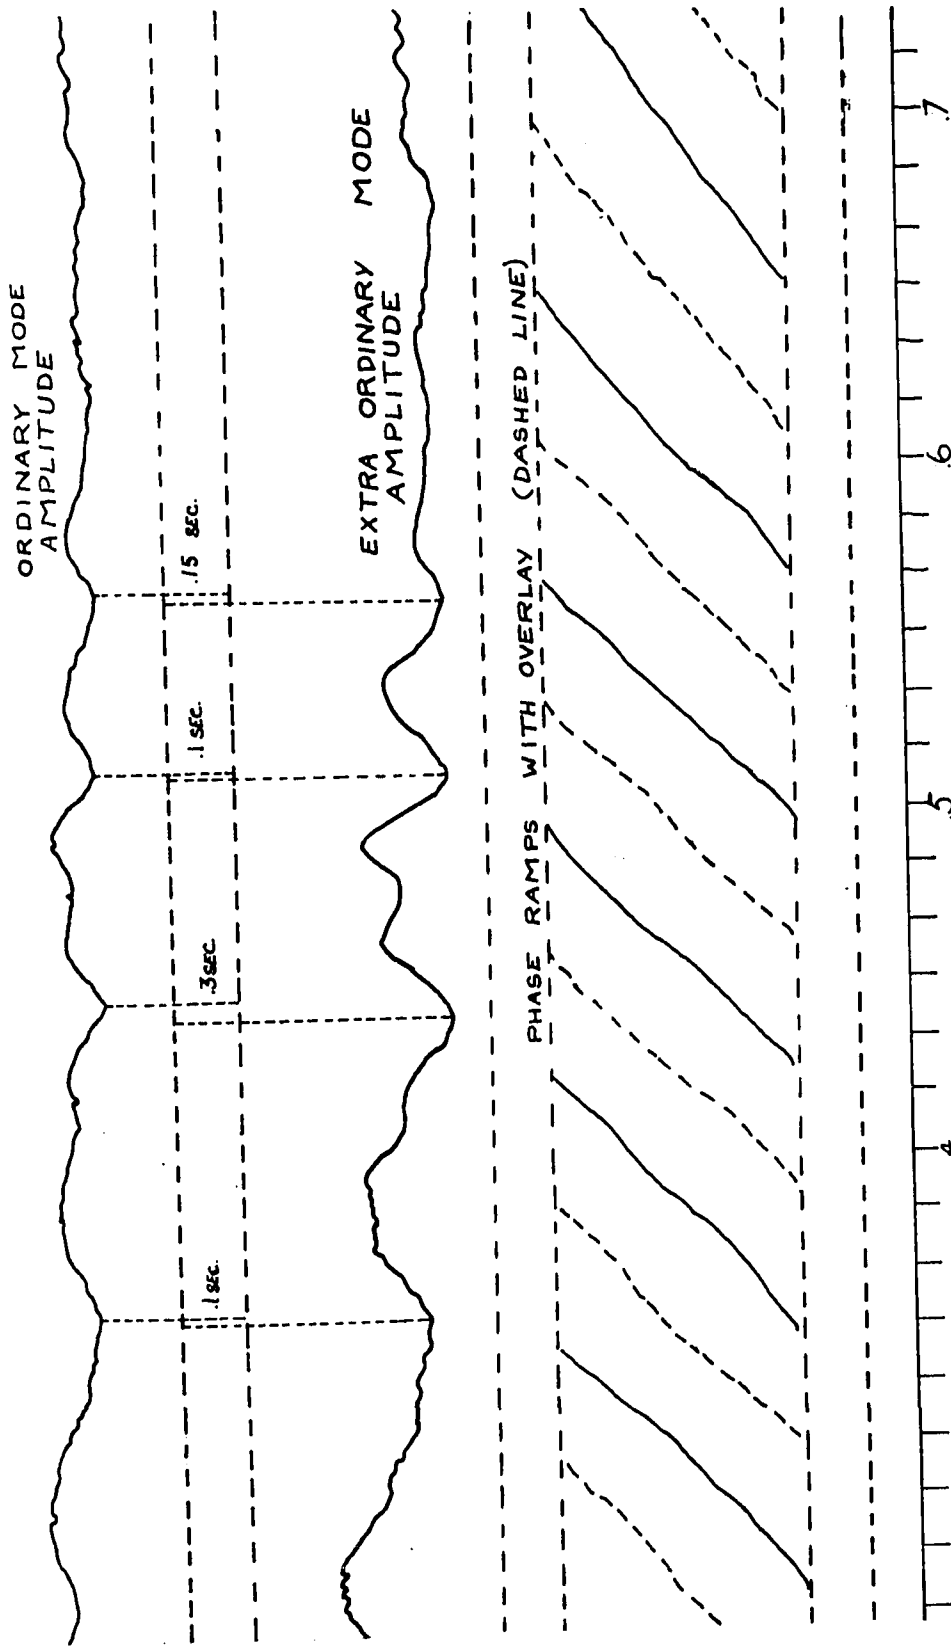 ORDINARY MODE
AMPLITUDE
.1 SEC.
.3 SEC.
.1 SEC.
.15 SEC.
EXTRA ORDINARY MODE
AMPLITUDE
PHASE RAMPS WITH OVERLAY (DASHED LINE)
.4 .5 .6 .7